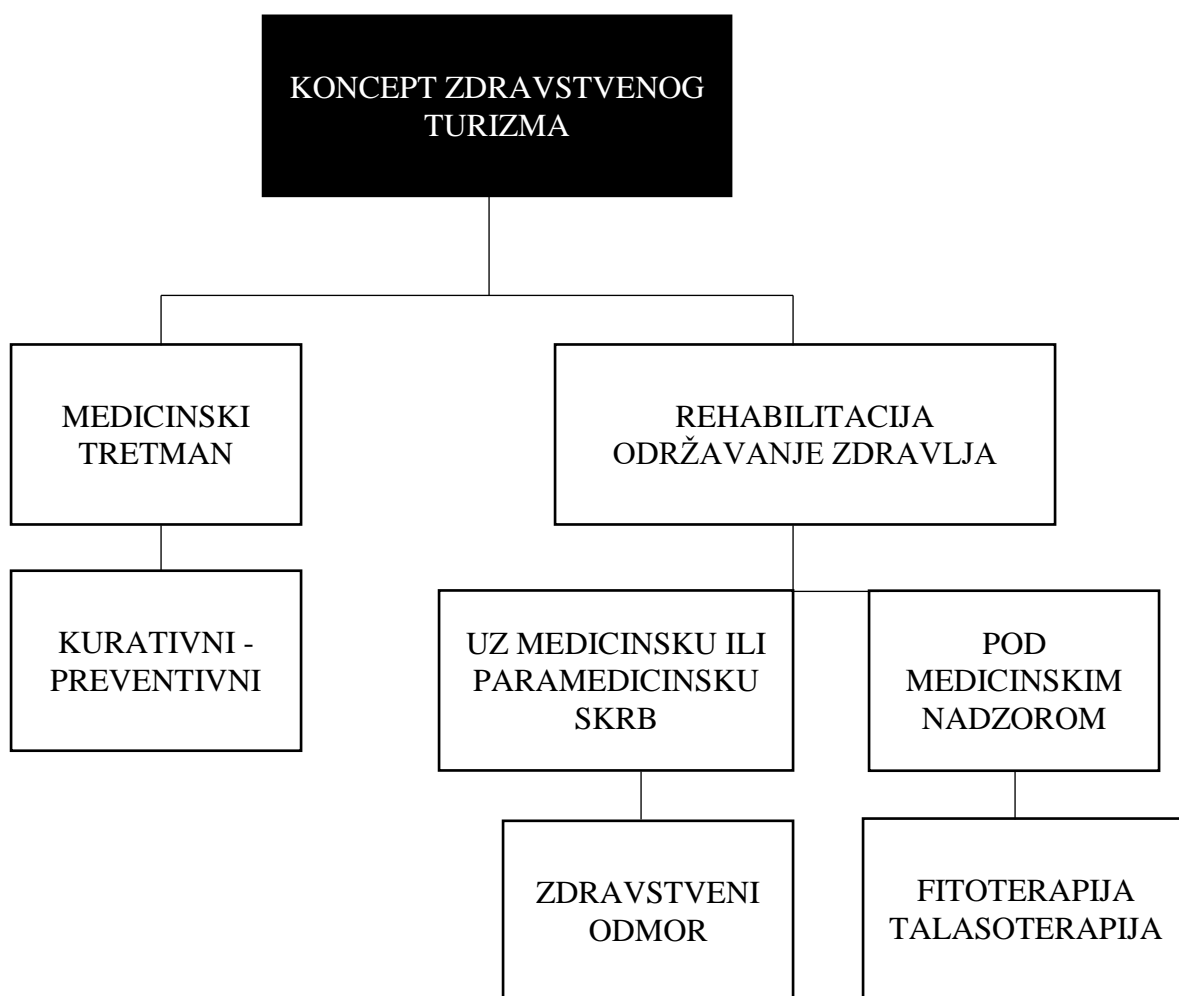 KONCEPT ZDRAVSTVENOG
TURIZMA
MEDICINSKI
TRETMAN
REHABILITACIJA
ODRŽAVANJE ZDRAVLJA
KURATIVNI -
PREVENTIVNI
UZ MEDICINSKU ILI
PARAMEDICINSKU
SKRB
POD
MEDICINSKIM
NADZOROM
ZDRAVSTVENI
ODMOR
FITOTERAPIJA
TALASOTERAPIJA